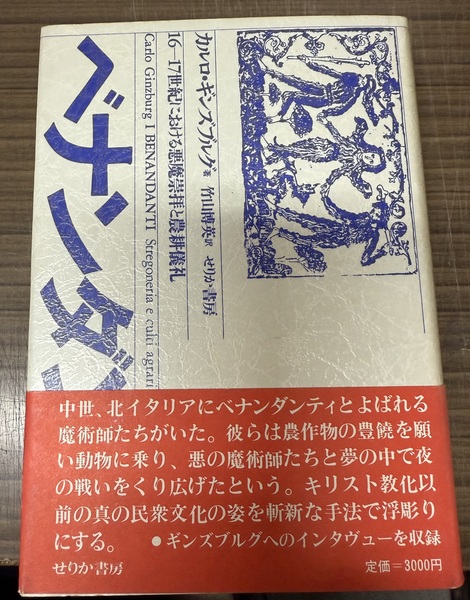 カルロ・ギンズブルグ著 竹山博英訳 せりか書房
16—17世紀における悪魔崇拝と農耕儀礼
Carlo Ginzburg I BENANDANTI Stregoneria e culti agrari
ベナンダ
中世、北イタリアにベナンダンティとよばれる
魔術師たちがいた。彼らは農作物の豊饒を願
い動物に乗り、悪の魔術師たちと夢の中で夜
の戦いをくり広げたという。キリスト教化以
前の真の民衆文化の姿を斬新な手法で浮彫り
にする。 ●ギンズブルグへのインタヴューを収録
せりか書房 定価=3000円